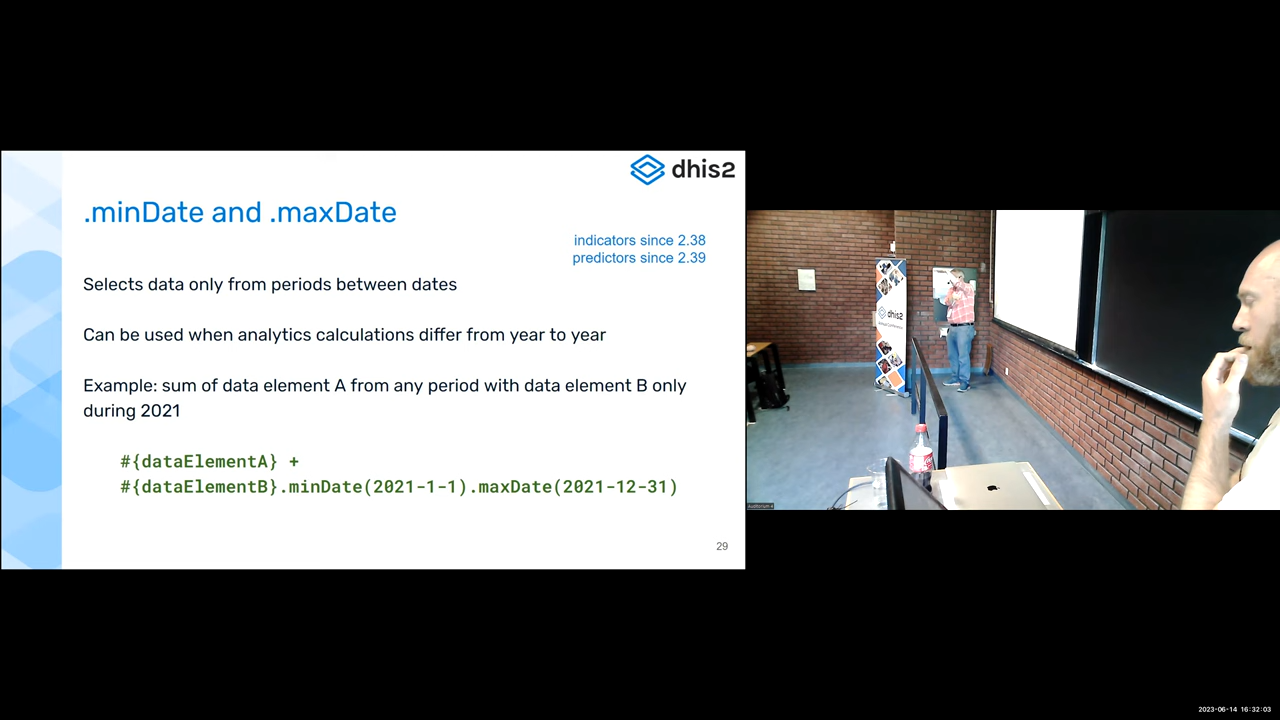 dhis2
.minDate and .maxDate
indicators since 2.38
predictors since 2.39
Selects data only from periods between dates
Can be used when analytics calculations differ from year to year
Example: sum of data element A from any period with data element B only
during 2021
#{dataElementA} +
#{dataElementB}.minDate(2021-1-1).maxDate(2021-12-31)
29
dhis2
2023-06-14 16:32:03